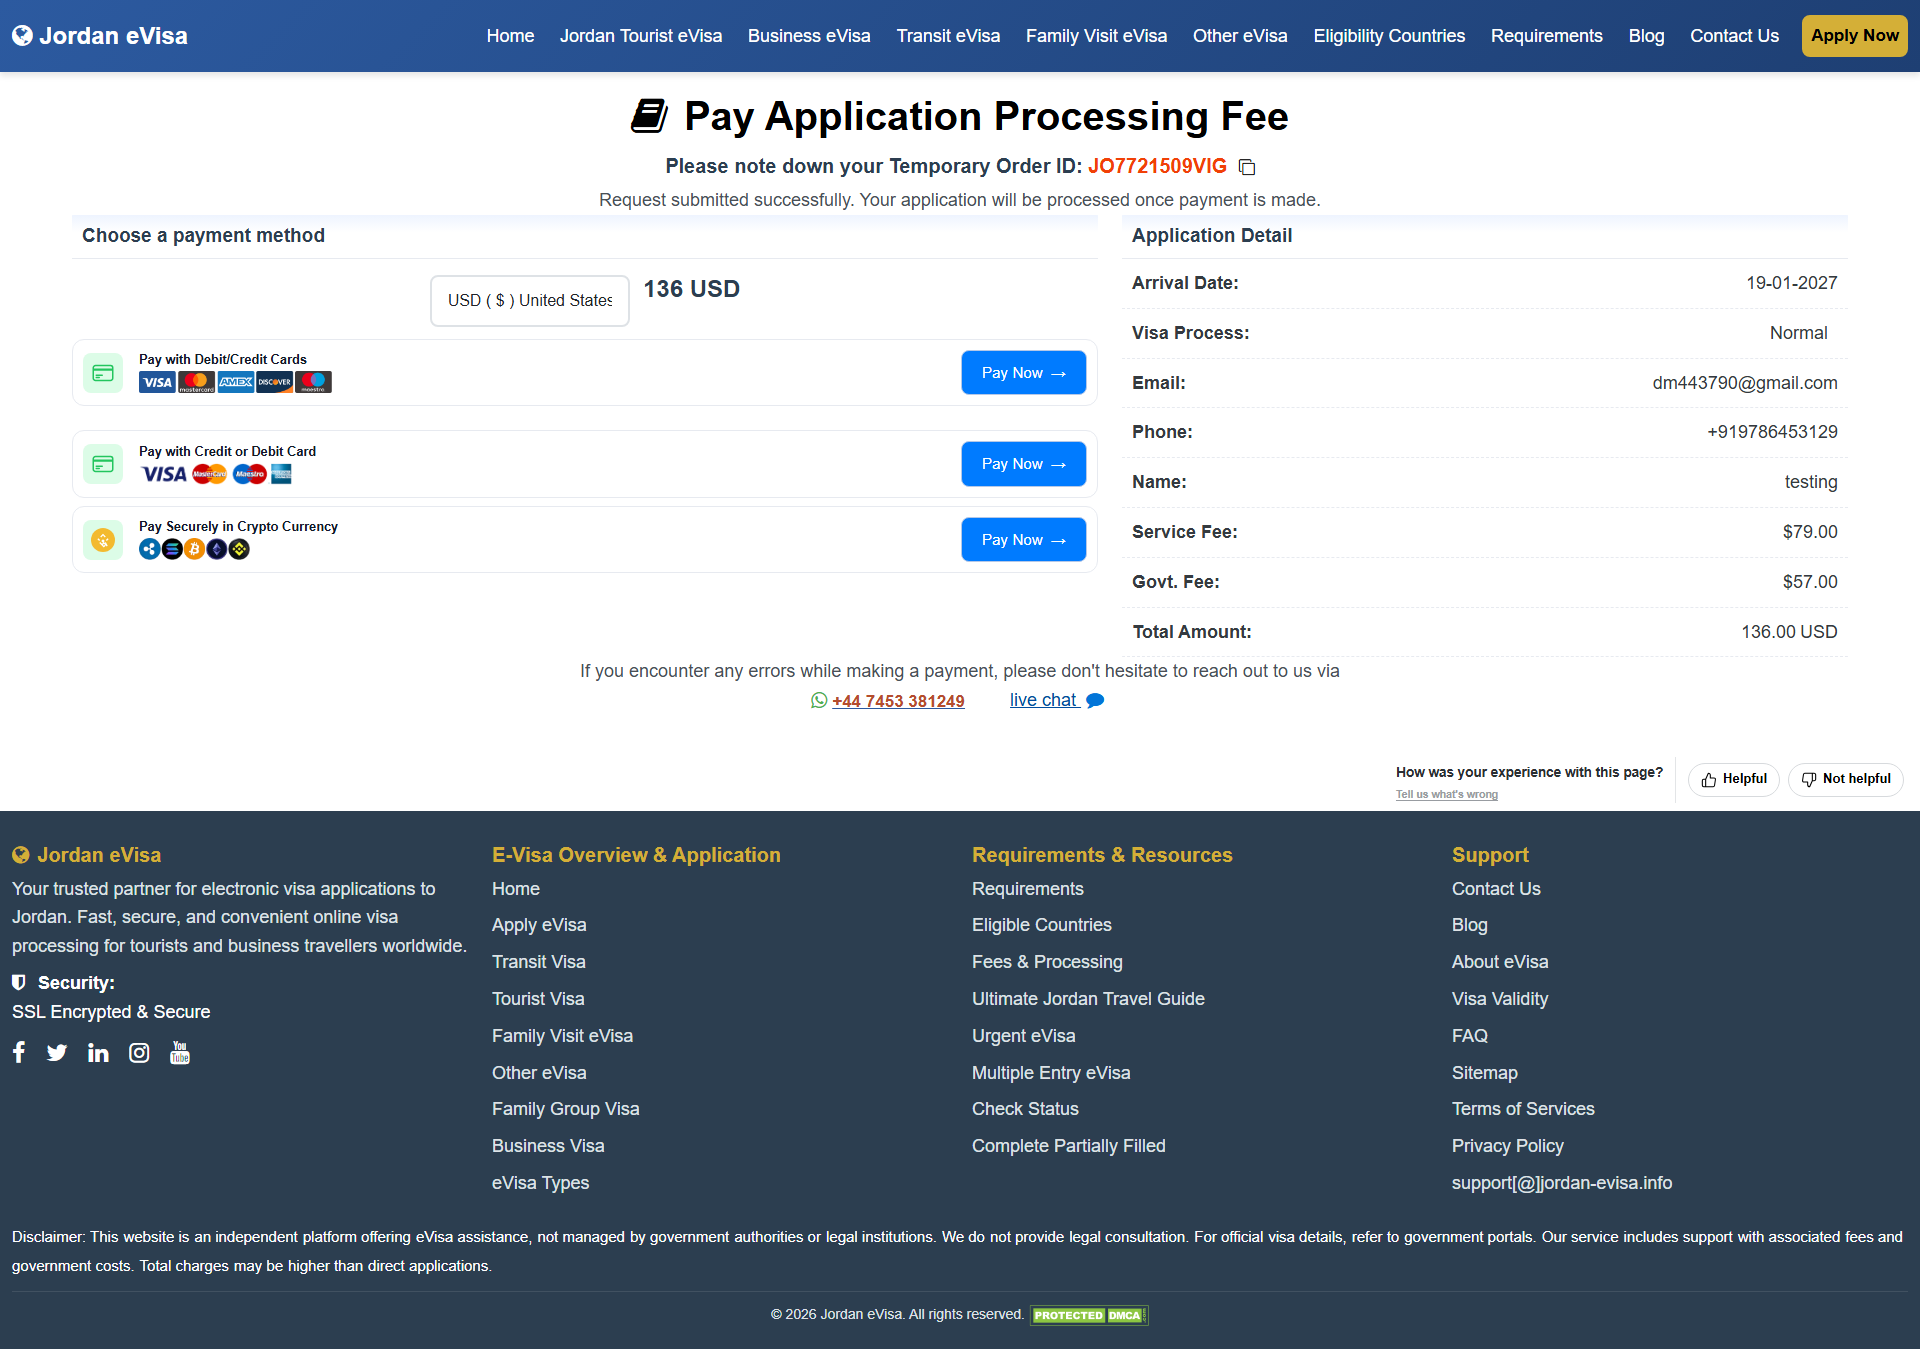 Jordan eVisa
Home Jordan Tourist eVisa Business eVisa Transit eVisa Family Visit eVisa Other eVisa Eligibility Countries Requirements Blog Contact Us Apply Now
Pay Application Processing Fee
Please note down your Temporary Order ID: JO7721509VIG
Request submitted successfully. Your application will be processed once payment is made.
Choose a payment method
USD ( $ ) United States
136 USD
Pay with Debit/Credit Cards
VISA mastercard AMEX DISCOVER maestro
Pay Now →
Pay with Credit or Debit Card
VISA MasterCard Maestro
Pay Now →
Pay Securely in Crypto Currency
Pay Now →
Application Detail
Arrival Date: 19-01-2027
Visa Process: Normal
Email: dm443790@gmail.com
Phone: +919786453129
Name: testing
Service Fee: $79.00
Govt. Fee: $57.00
Total Amount: 136.00 USD
If you encounter any errors while making a payment, please don't hesitate to reach out to us via
+44 7453 381249 live chat
How was your experience with this page?
Tell us what's wrong
Helpful
Not helpful
Jordan eVisa
Your trusted partner for electronic visa applications to
Jordan. Fast, secure, and convenient online visa
processing for tourists and business travellers worldwide.
Security:
SSL Encrypted & Secure
You Tube
E-Visa Overview & Application
Home
Apply eVisa
Transit Visa
Tourist Visa
Family Visit eVisa
Other eVisa
Family Group Visa
Business Visa
eVisa Types
Requirements & Resources
Requirements
Eligible Countries
Fees & Processing
Ultimate Jordan Travel Guide
Urgent eVisa
Multiple Entry eVisa
Check Status
Complete Partially Filled
Support
Contact Us
Blog
About eVisa
Visa Validity
FAQ
Sitemap
Terms of Services
Privacy Policy
support[@]jordan-evisa.info
Disclaimer: This website is an independent platform offering eVisa assistance, not managed by government authorities or legal institutions. We do not provide legal consultation. For official visa details, refer to government portals. Our service includes support with associated fees and
government costs. Total charges may be higher than direct applications.
© 2026 Jordan eVisa. All rights reserved. PROTECTED DMCA